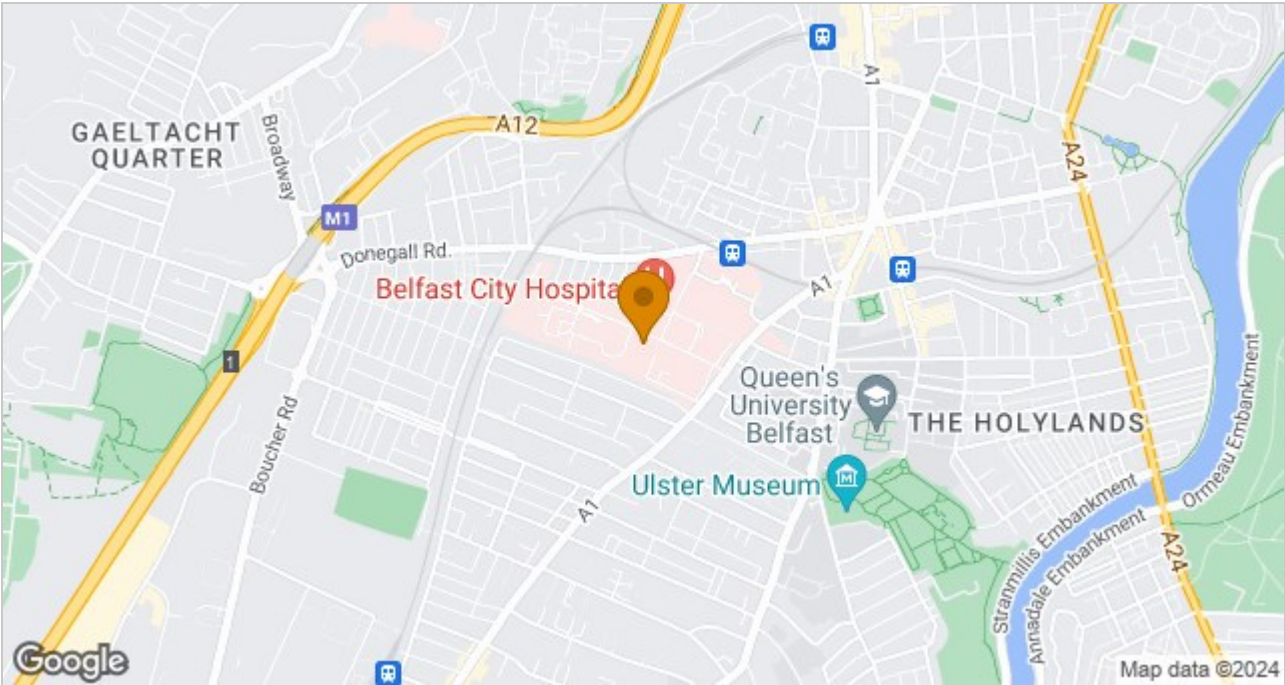 A1
A12
GAELTACHT
QUARTER
Broadway
A24
M1
Donegall Rd.
Belfast City Hospita
A1
1
Queen's
University
Belfast
THE HOLYLANDS
Boucher Rd
Ormeau Embankment
Ulster Museum
M
A1
Stranmillis Embankment
Annadale Embankment
A24
Google
Map data ©2024